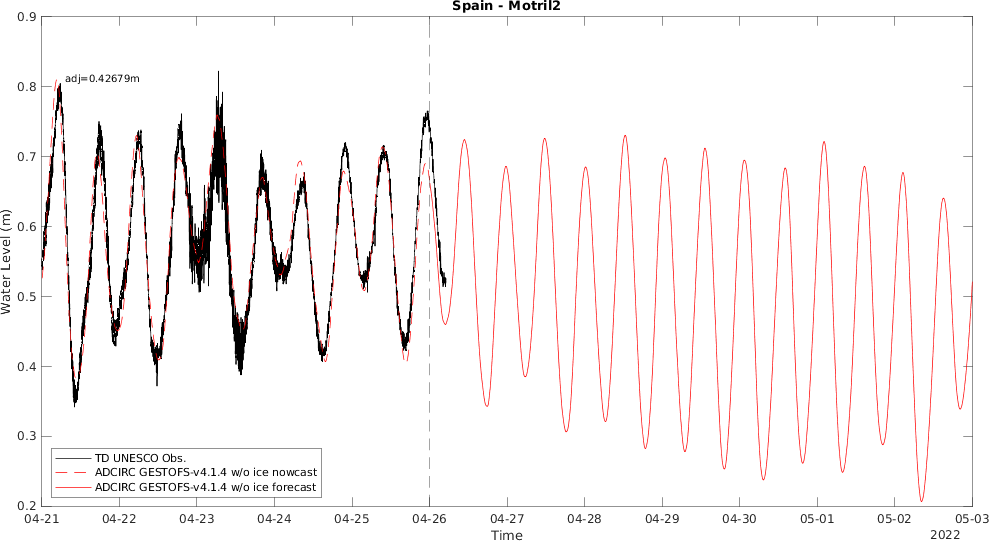 Spain - Motril2
0.9
0.8
0.7
0.6
0.5
0.4
0.3
0.2
Water Level (m)
adj=0.42679m
TD UNESCO Obs.
ADCIRC GESTOFS-v4.1.4 w/o ice nowcast
ADCIRC GESTOFS-v4.1.4 w/o ice forecast
04-21 04-22 04-23 04-24 04-25 04-26 04-27 04-28 04-29 04-30 05-01 05-02 05-03
Time
2022